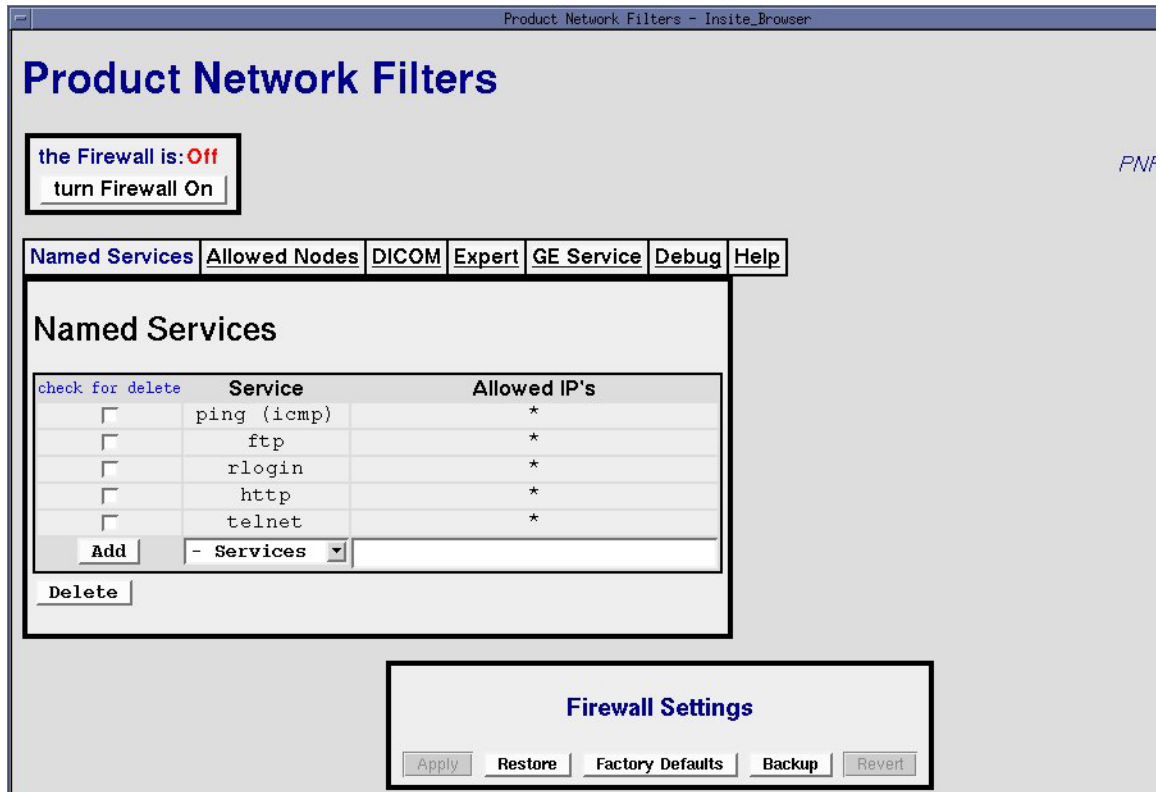 Product Network Filters - Insite_Browser
Product Network Filters
the Firewall is: Off
PNF
turn Firewall On
Named Services Allowed Nodes DICOM Expert GE Service Debug Help
Named Services
check for delete Service Allowed IP's
ping (icmp) *
ftp *
rlogin *
http *
telnet *
Add - Services
Delete
Firewall Settings
Apply Restore Factory Defaults Backup Revert